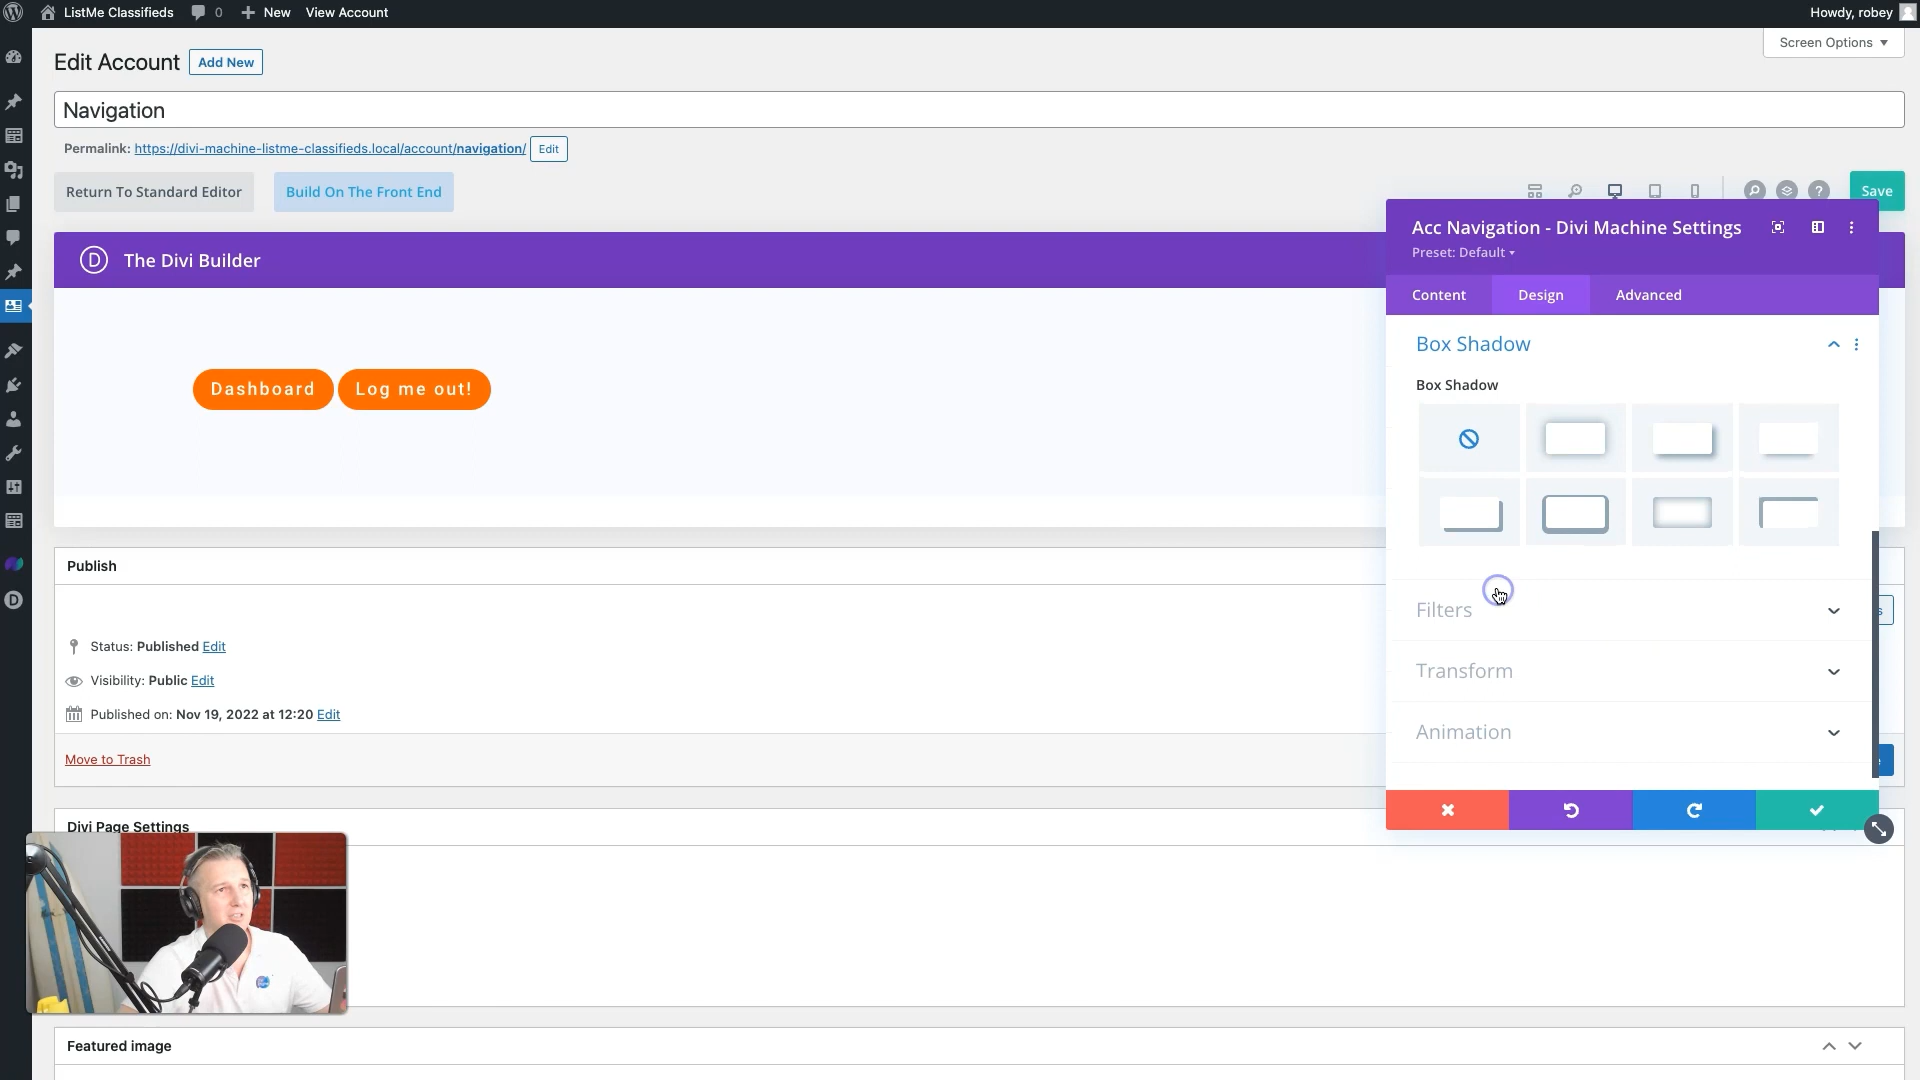 ListMe Classifieds
0
New
View Account
Howdy, robey
Screen Options
Edit Account
Add New
Navigation
Permalink: https://divi-machine-listme-classifieds.local/account/navigation/
Edit
Return To Standard Editor
Build On The Front End
Save
The Divi Builder
Acc Navigation - Divi Machine Settings
Preset: Default
Content
Design
Advanced
Dashboard
Log me out!
Box Shadow
Box Shadow
Filters
Transform
Animation
Publish
Status: Published Edit
Visibility: Public Edit
Published on: Nov 19, 2022 at 12:20 Edit
Move to Trash
Divi Page Settings
Featured image